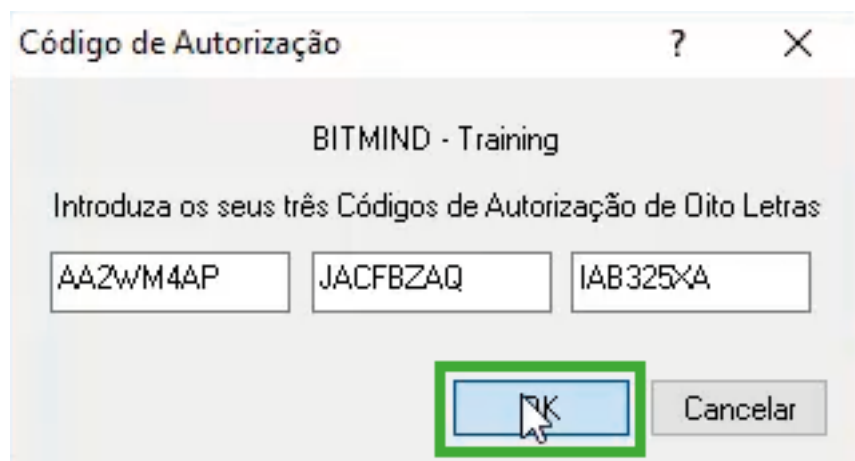 Código de Autorização ? X
BITMIND - Training
Introduza os seus três Códigos de Autorização de Oito Letras
AA2WM4AP JACFBZAQ IAB325XA
OK Cancelar